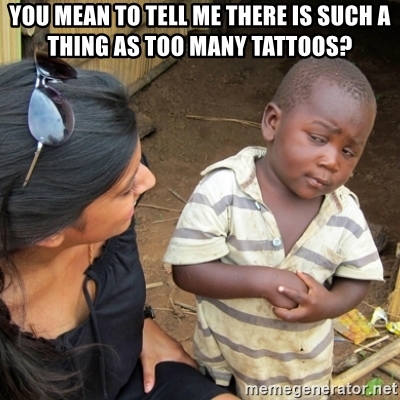 YOU MEAN TO TELL ME THERE IS SUCH A
THING AS TOO MANY TATTOOS?
memegenerator.net